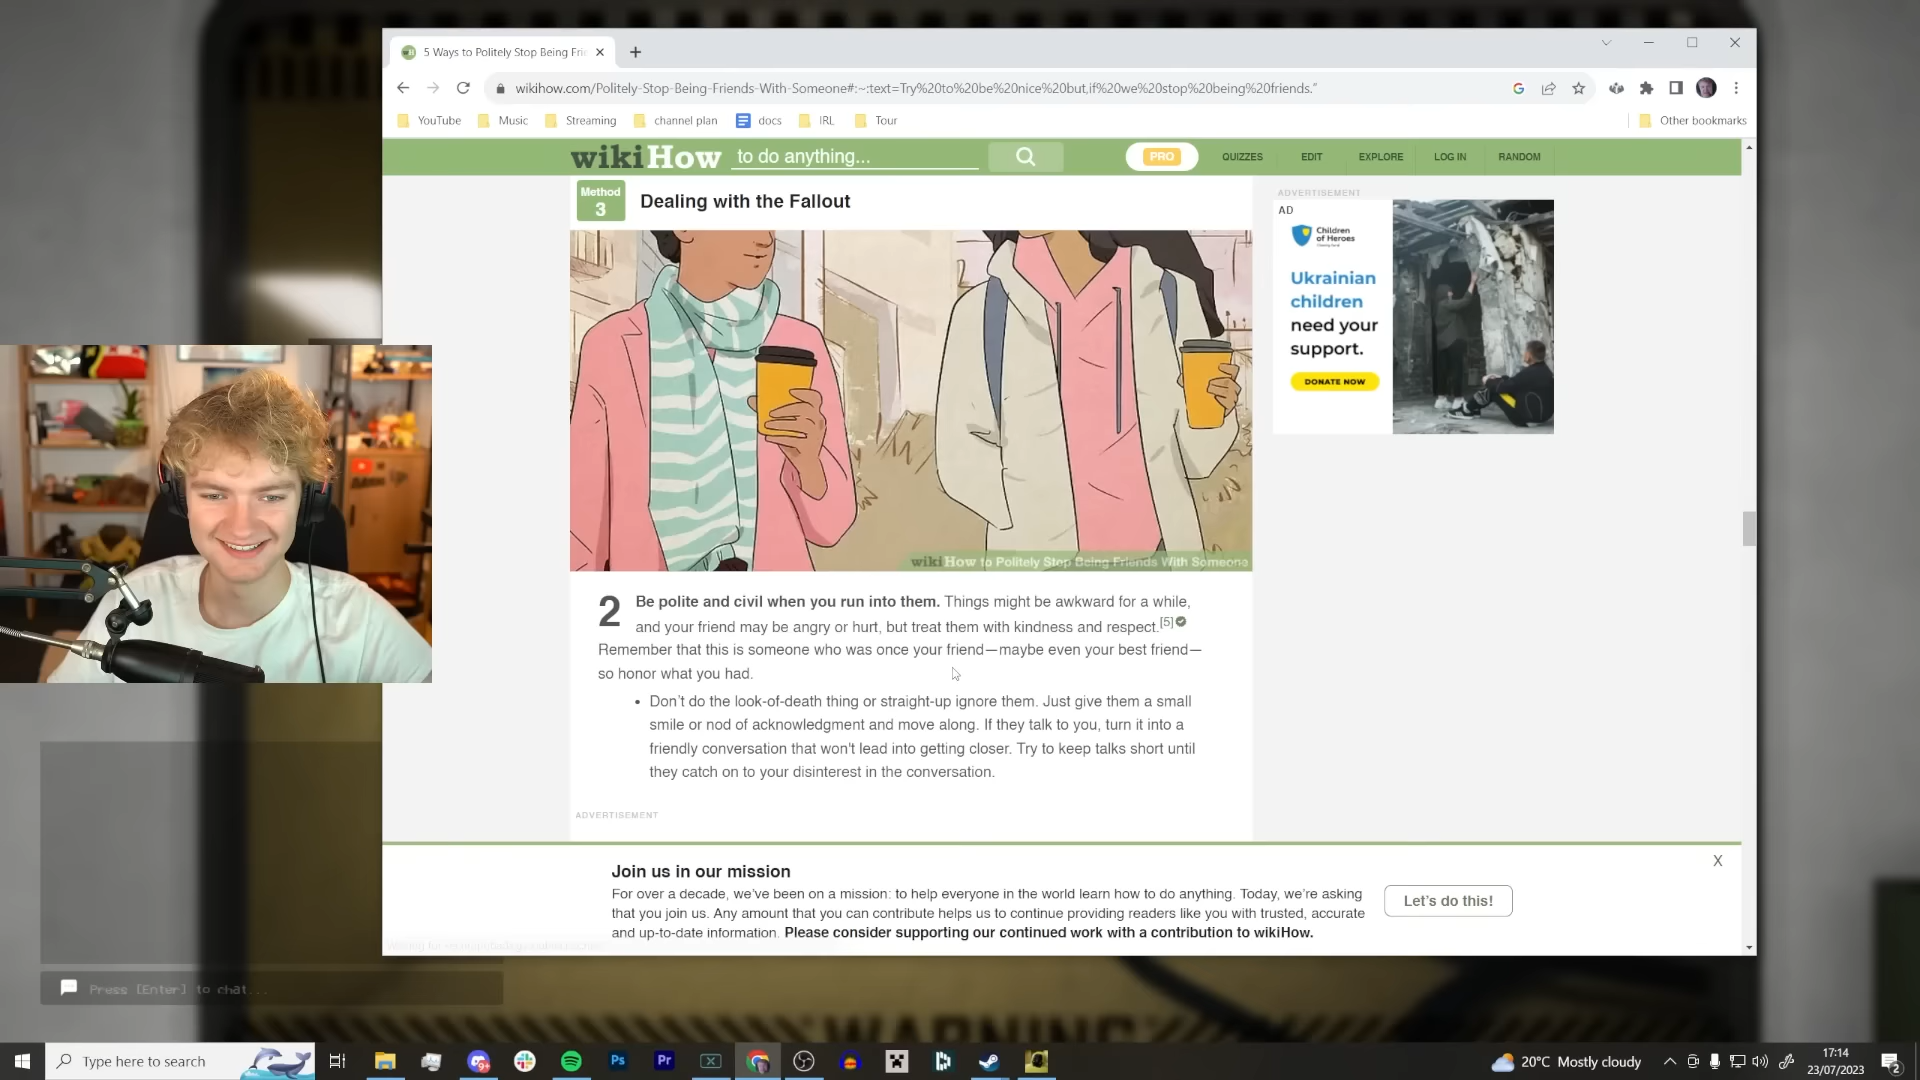 5 Ways to Politely Stop Being Frie
wikihow.com/Politely-Stop-Being-Friends-With-Someone#:~:text=Try%20to%20be%20nice%20but,if%20we%20stop%20being%20friends."
YouTube Music Streaming channel plan docs IRL Tour Other bookmarks
wikiHow to do anything... PRO QUIZZES EDIT EXPLORE LOG IN RANDOM
Method
3
Dealing with the Fallout
ADVERTISEMENT
AD
Children
of Heroes
Ukrainian
children
need your
support.
DONATE NOW
wikiHow to Politely Stop Being Friends With Someone
2 Be polite and civil when you run into them. Things might be awkward for a while,
and your friend may be angry or hurt, but treat them with kindness and respect.[5]
Remember that this is someone who was once your friend—maybe even your best friend—
so honor what you had.
• Don't do the look-of-death thing or straight-up ignore them. Just give them a small
smile or nod of acknowledgment and move along. If they talk to you, turn it into a
friendly conversation that won't lead into getting closer. Try to keep talks short until
they catch on to your disinterest in the conversation.
ADVERTISEMENT
Join us in our mission
X
For over a decade, we've been on a mission: to help everyone in the world learn how to do anything. Today, we're asking
that you join us. Any amount that you can contribute helps us to continue providing readers like you with trusted, accurate
and up-to-date information. Please consider supporting our continued work with a contribution to wikiHow.
Let's do this!
Press [Enter] to chat...
WARNING
Type here to search
9+
Ps
Pr
20°C Mostly cloudy
17:14
23/07/2023
2